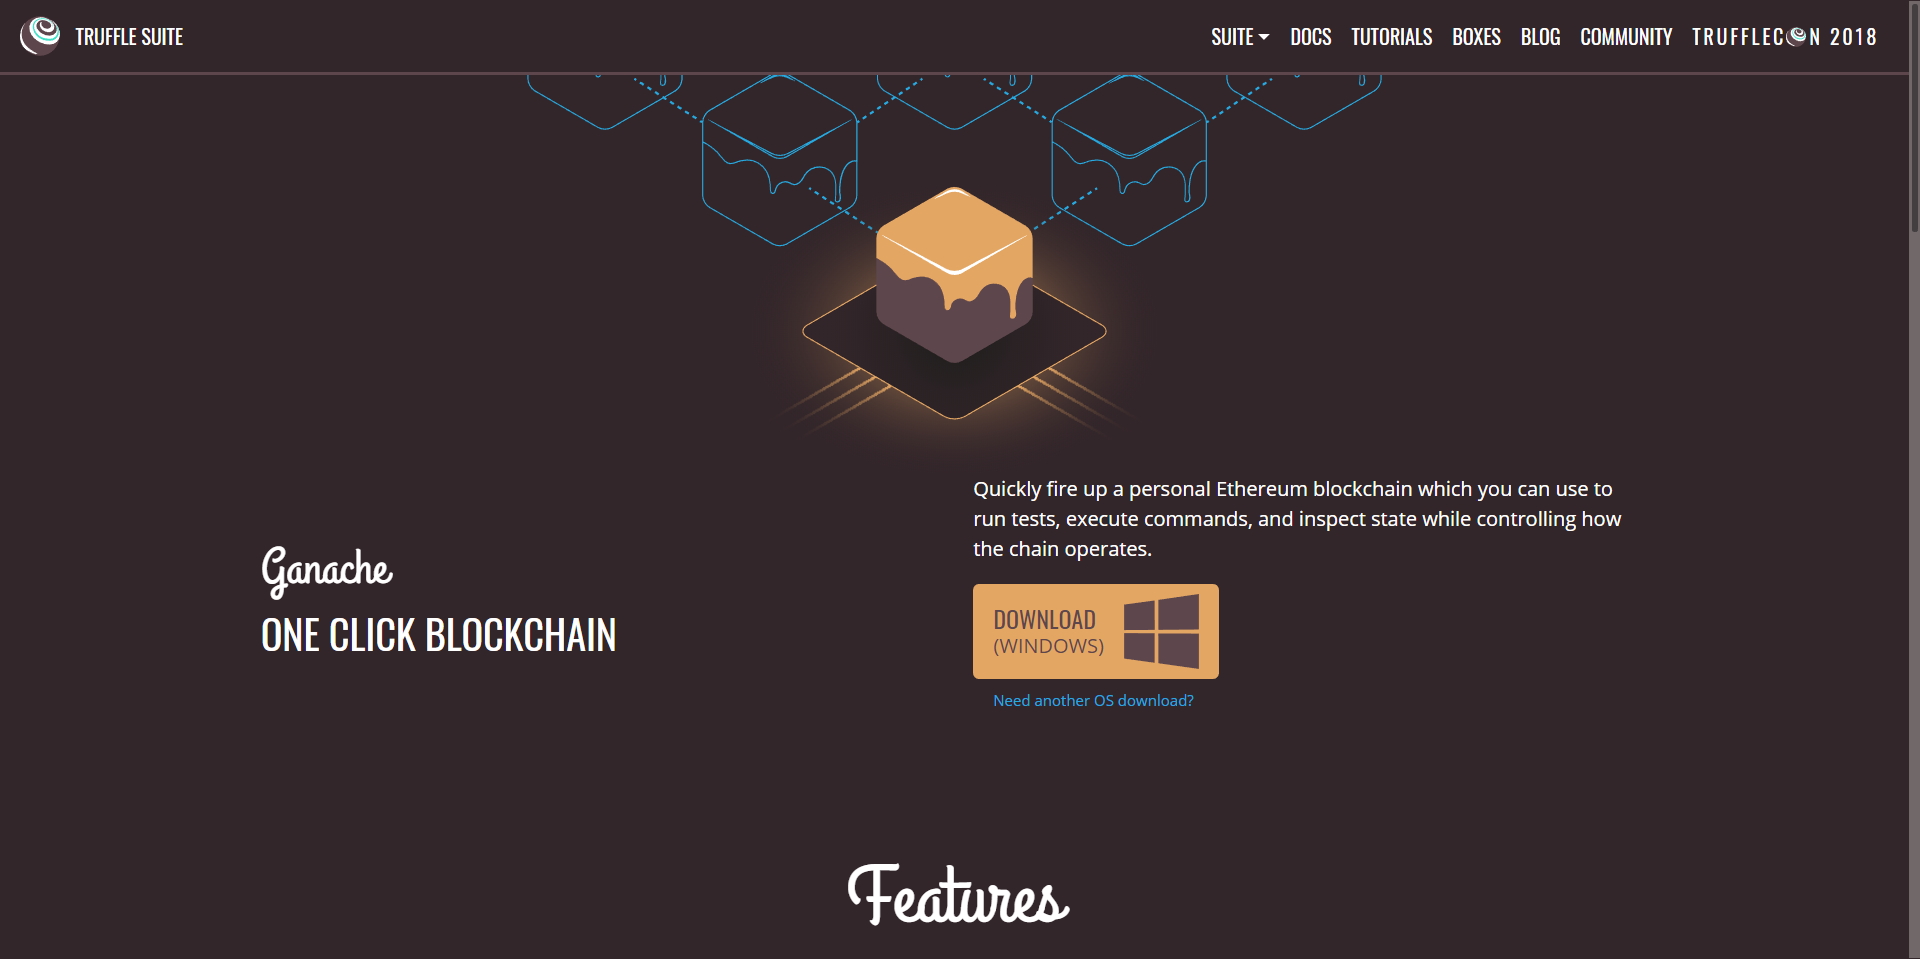 TRUFFLE SUITE
SUITE DOCS TUTORIALS BOXES BLOG COMMUNITY TRUFFLECON 2018
Quickly fire up a personal Ethereum blockchain which you can use to
run tests, execute commands, and inspect state while controlling how
the chain operates.
Ganache
ONE CLICK BLOCKCHAIN
DOWNLOAD
(WINDOWS)
Need another OS download?
Features